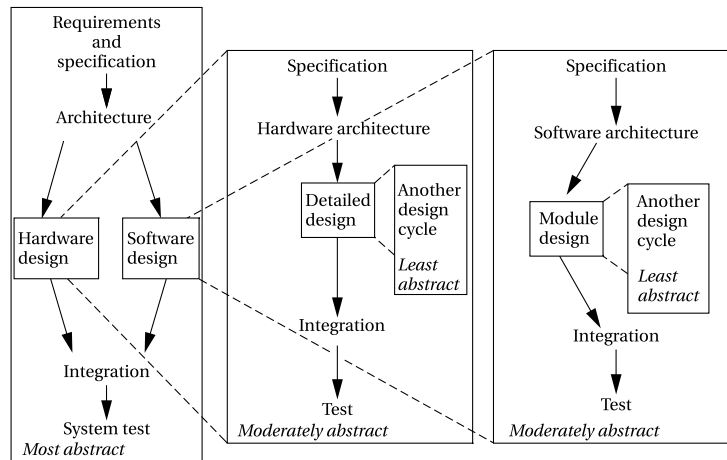 Requirements
and
specification
Architecture
Hardware
design
Software
design
Integration
System test
Most abstract
Specification
Hardware architecture
Detailed
design
Another
design
cycle
Least
abstract
Integration
Test
Moderately abstract
Specification
Software architecture
Module
design
Another
design
cycle
Least
abstract
Integration
Test
Moderately abstract